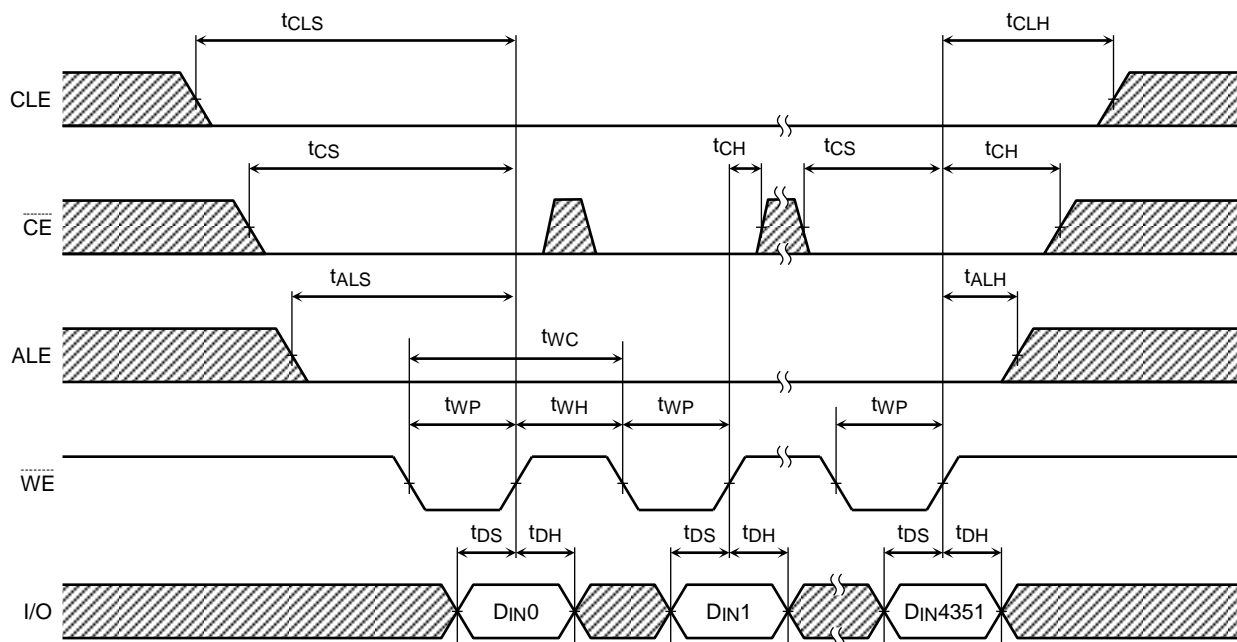 tCLS tCLH
CLE
tCS tCH tCS tCH
CE
tALS tALH
ALE
tWC
tWP tWH tWP tWP
WE
tDS tDH tDS tDH tDS tDH
I/O
DIN0 DIN1 DIN4351